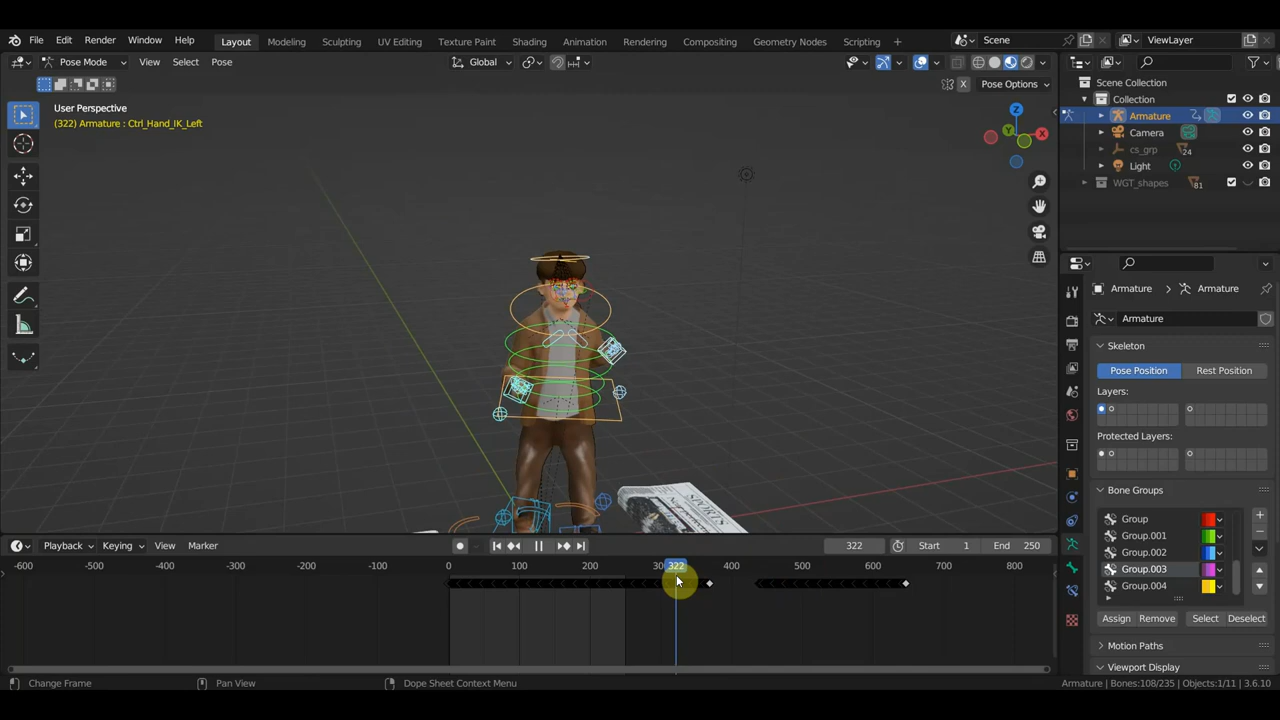 File Edit Render Window Help Layout Modeling Sculpting UV Editing Texture Paint Shading Animation Rendering Compositing Geometry Nodes Scripting + Scene ViewLayer
Pose Mode View Select Pose Global
X Pose Options
User Perspective
(322) Armature : Ctrl_Hand_IK_Left
Z
Y
X
SPORTS
Scene Collection
Collection
Armature
Camera
cs_grp 24
Light
WGT_shapes 81
Armature > Armature
Armature
Skeleton
Pose Position Rest Position
Layers:
Protected Layers:
Bone Groups
Group
Group.001
Group.002
Group.003
Group.004
Assign Remove Select Deselect
Motion Paths
Viewport Display
Playback Keying View Marker 322 Start 1 End 250
-600 -500 -400 -300 -200 -100 0 100 200 300 322 400 500 600 700 800
Change Frame Pan View Dope Sheet Context Menu Armature | Bones:108/235 | Objects:1/11 | 3.6.10